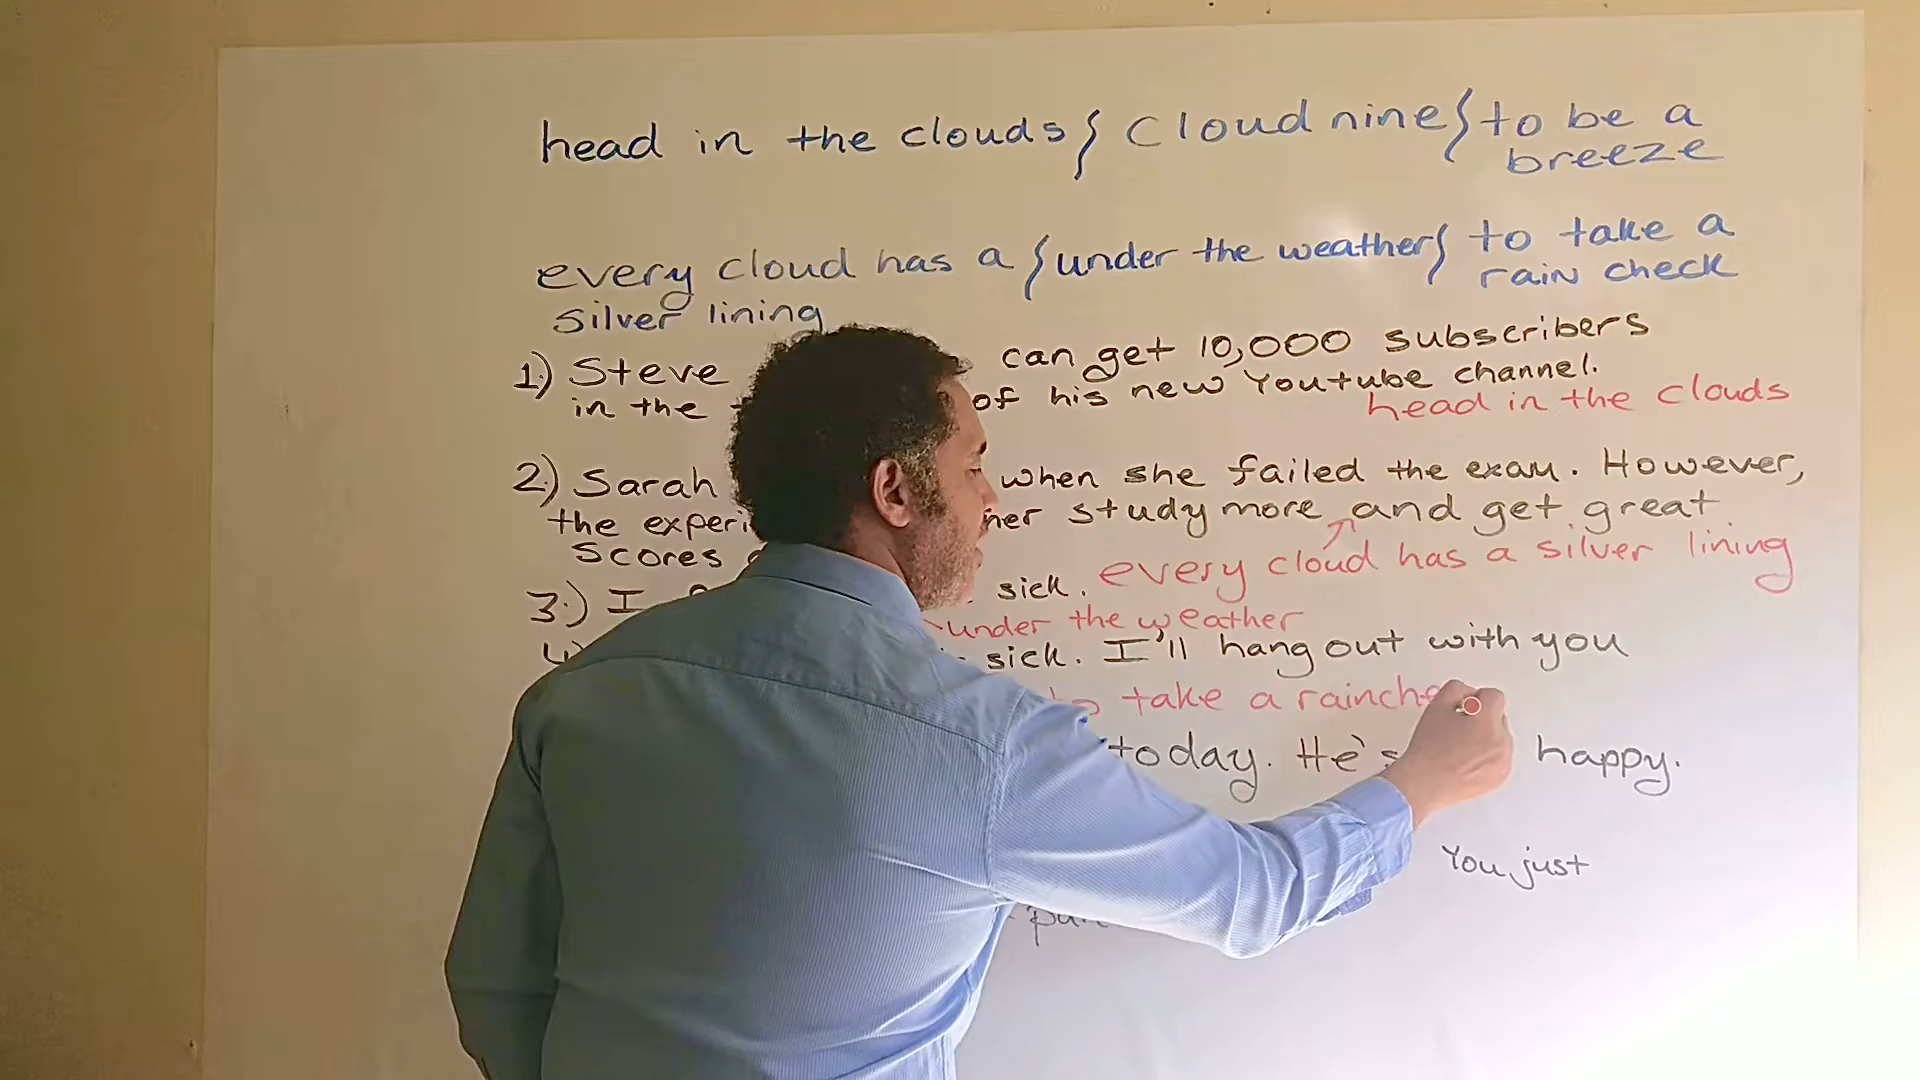 head in the clouds { Cloud nine } to be a
breeze
every cloud has a { under the weather } to take a
silver lining rain check
1.) Steve can get 10,000 subscribers
in the of his new Youtube channel.
head in the clouds
2.) Sarah when she failed the exam. However,
the her study more and get great
scores
every cloud has a silver lining
3.) I sick.
under the weather
sick. I'll hang out with you
to take a
today. He's happy.
You just